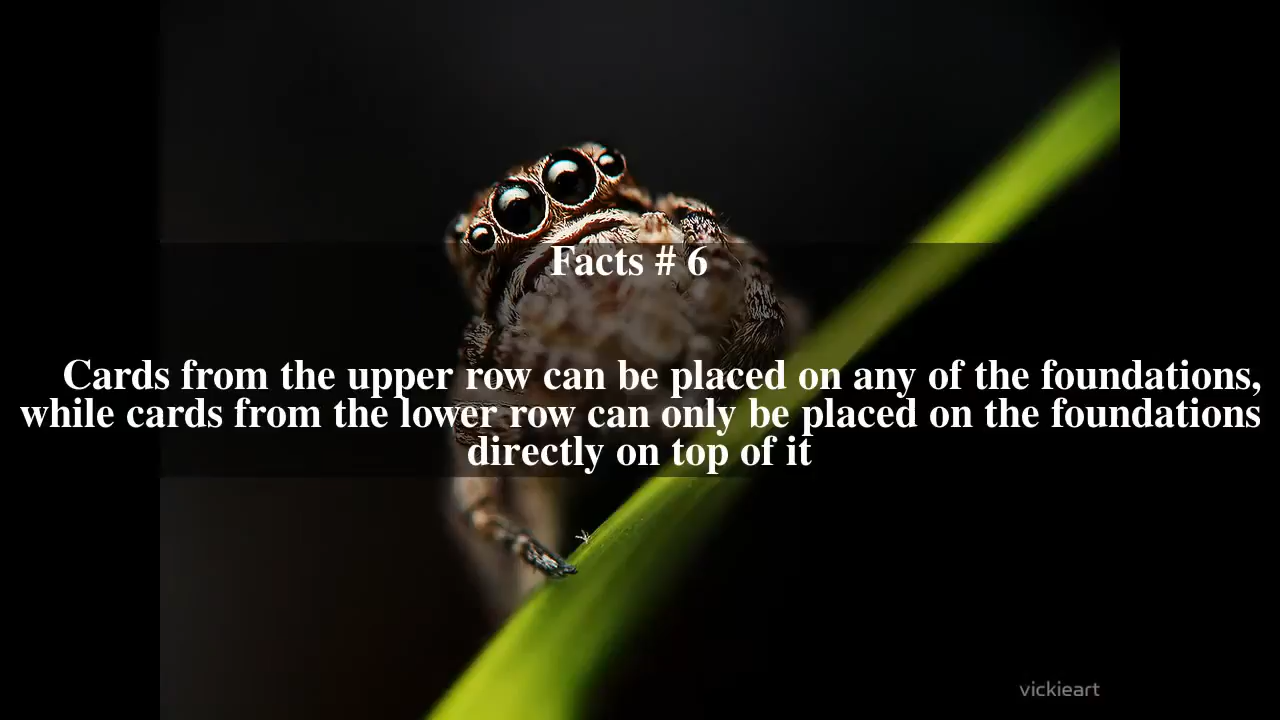 Facts # 6
Cards from the upper row can be placed on any of the foundations,
while cards from the lower row can only be placed on the foundations
directly on top of it
vickieart